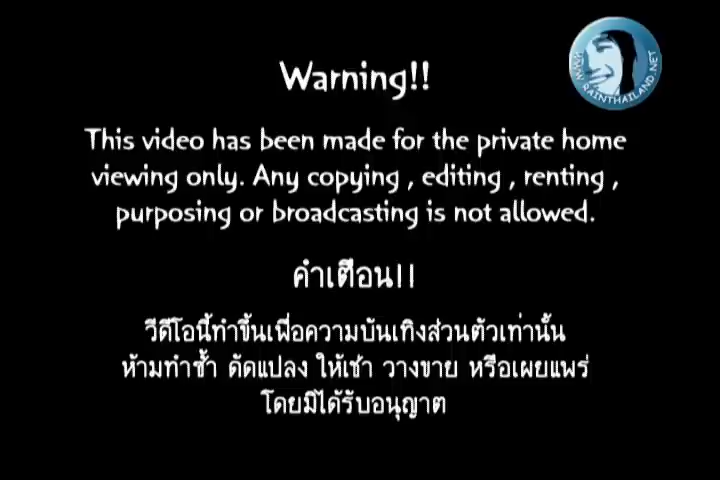 WWW.RAINTHAILAND.NET
Warning!!
This video has been made for the private home
viewing only. Any copying , editing , renting ,
purposing or broadcasting is not allowed.
คำเตือน!!
วีดีโอนี้ทำขึ้นเพื่อความบันเทิงส่วนตัวเท่านั้น
ห้ามทำซ้ำ ดัดแปลง ให้เช่า วางขาย หรือเผยแพร่
โดยมิได้รับอนุญาต